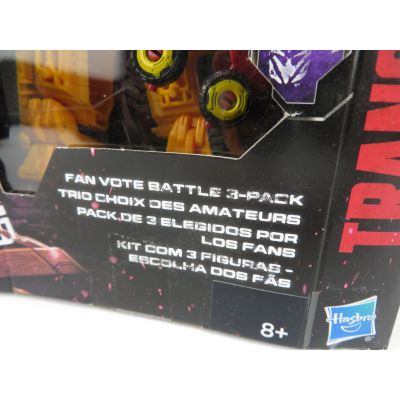 FAN VOTE BATTLE 3-PACK
TRIO CHOIX DES AMATEURS
PACK DE 3 ELEGIDOS POR
LOS FANS
KIT COM 3 FIGURAS -
ESCOLHA DOS FÃS
8+
Hasbro
®
TRANS